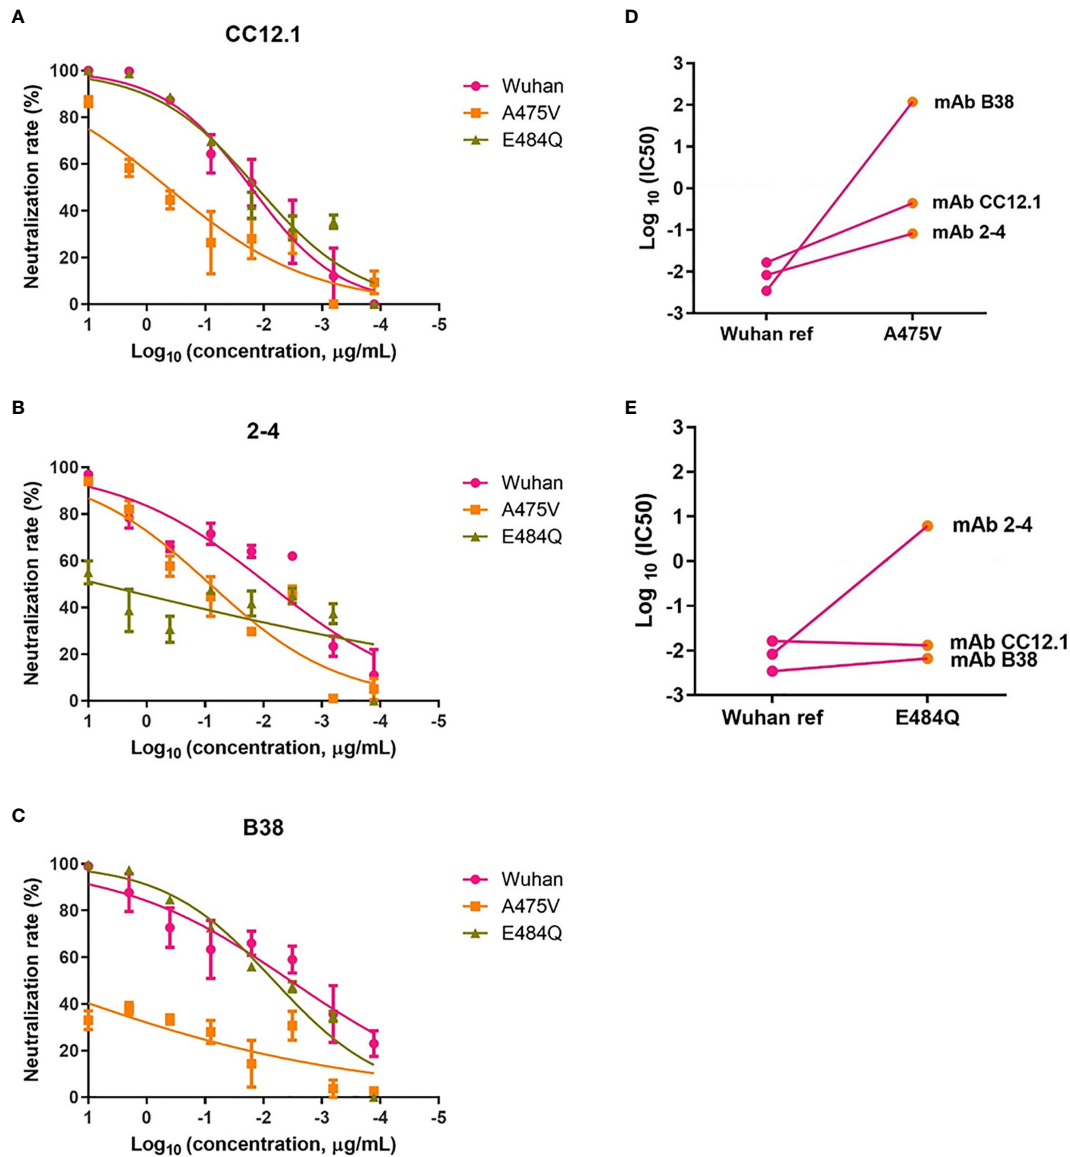 A
CC12.1
Neutralization rate (%)
100
80
60
40
20
0
1 0 -1 -2 -3 -4 -5
Log10 (concentration, μg/mL)
Wuhan
A475V
E484Q
B
2-4
Neutralization rate (%)
100
80
60
40
20
0
1 0 -1 -2 -3 -4 -5
Log10 (concentration, μg/mL)
Wuhan
A475V
E484Q
C
B38
Neutralization rate (%)
100
80
60
40
20
0
1 0 -1 -2 -3 -4 -5
Log10 (concentration, μg/mL)
Wuhan
A475V
E484Q
D
Log 10 (IC50)
3
2
1
0
-1
-2
-3
mAb B38
mAb CC12.1
mAb 2-4
Wuhan ref A475V
E
Log 10 (IC50)
3
2
1
0
-1
-2
-3
mAb 2-4
mAb CC12.1
mAb B38
Wuhan ref E484Q